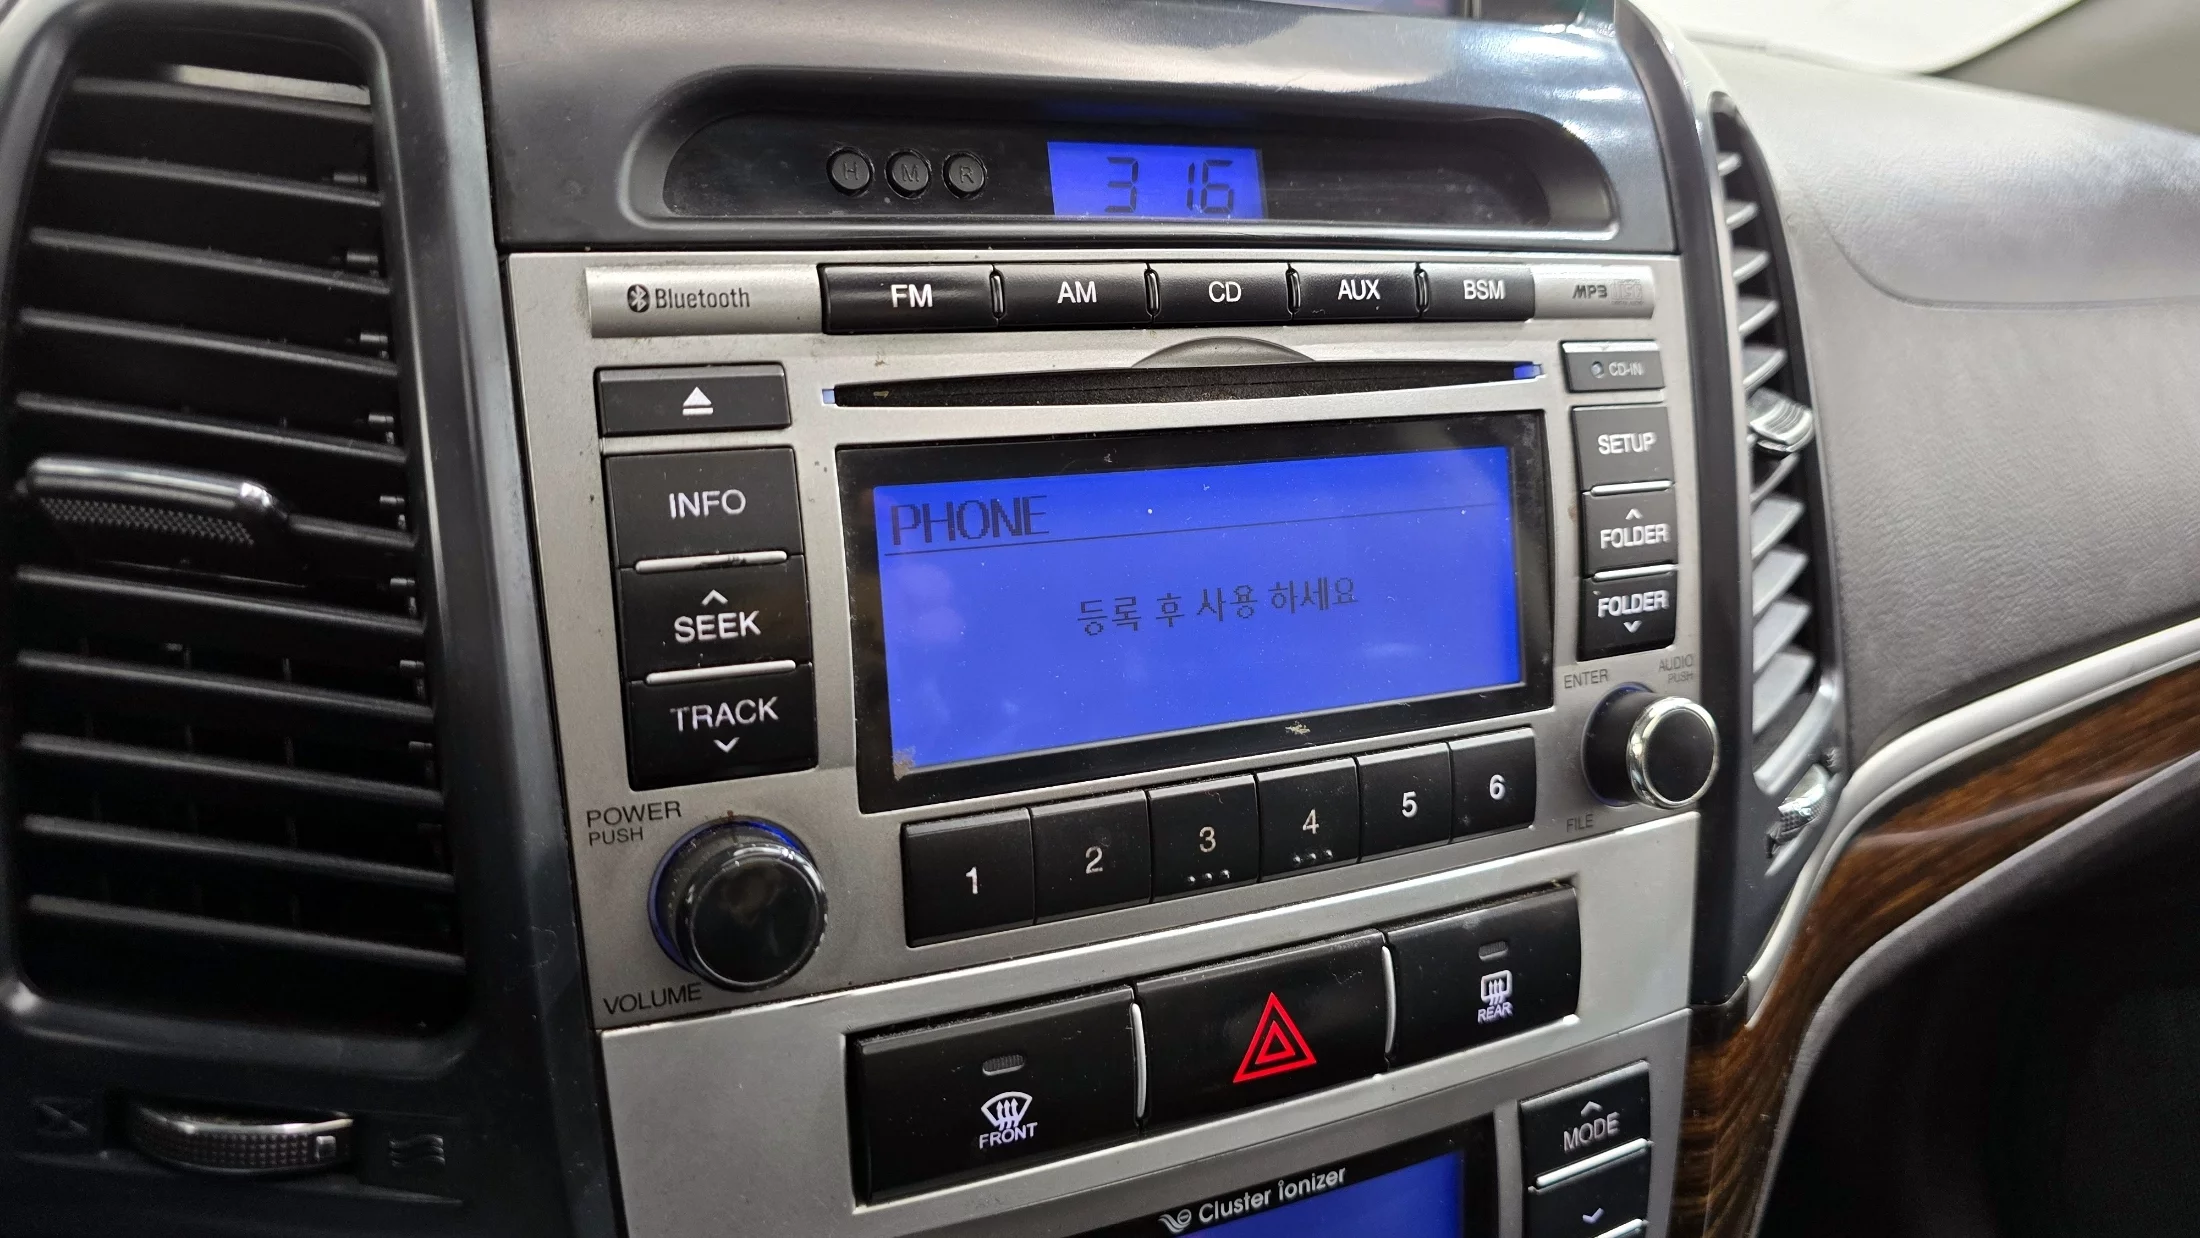 H M R
3 16
Bluetooth
FM
AM
CD
AUX
BSM
MP3
CD-IN
INFO
SEEK
TRACK
PHONE
등록 후 사용 하세요
SETUP
FOLDER
FOLDER
ENTER
AUDIO
PUSH
FILE
POWER
PUSH
VOLUME
1 2 3 4 5 6
FRONT
REAR
MODE
Cluster ionizer